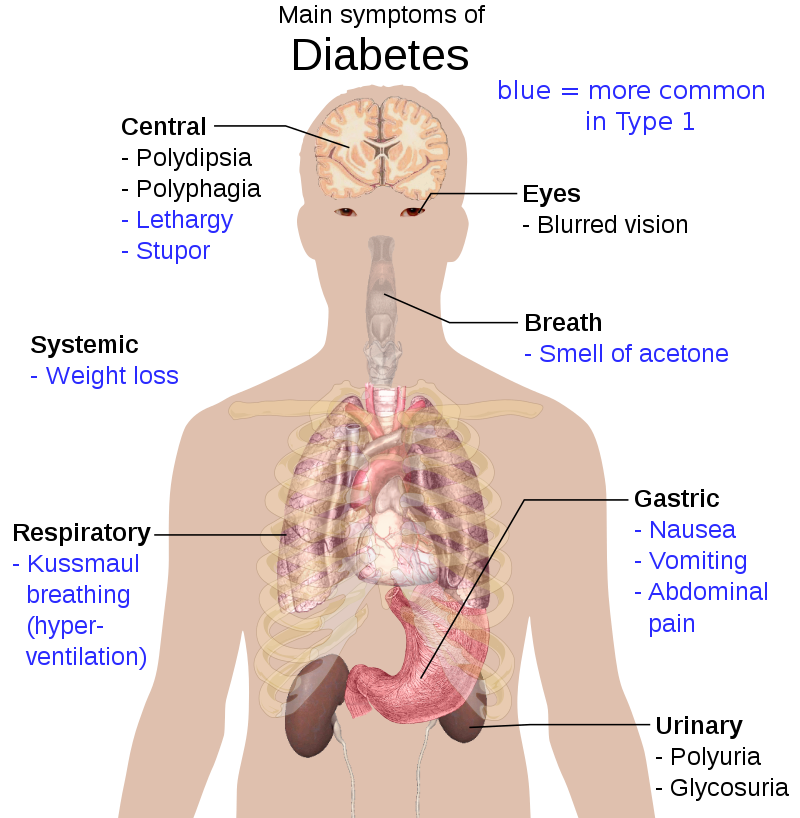 Main symptoms of
Diabetes
blue = more common
in Type 1
Central
- Polydipsia
- Polyphagia
- Lethargy
- Stupor
Eyes
- Blurred vision
Breath
- Smell of acetone
Systemic
- Weight loss
Gastric
- Nausea
- Vomiting
- Abdominal
pain
Respiratory
- Kussmaul
breathing
(hyper-
ventilation)
Urinary
- Polyuria
- Glycosuria